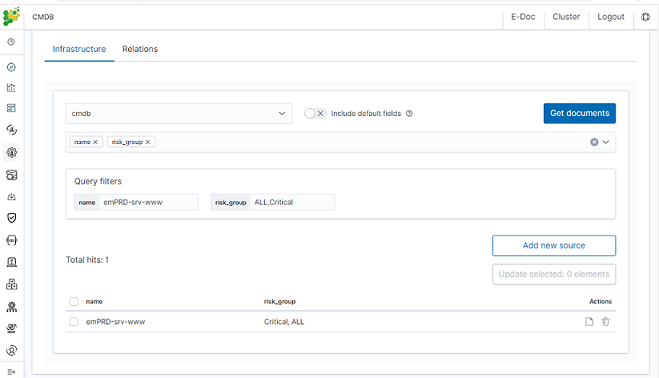 CMDB E-Doc Cluster Logout
Infrastructure Relations
cmdb Include default fields Get documents
name risk_group
Query filters
name emPRD-srv-www risk_group ALL,Critical
Add new source
Total hits: 1
Update selected: 0 elements
name risk_group Actions
emPRD-srv-www Critical, ALL